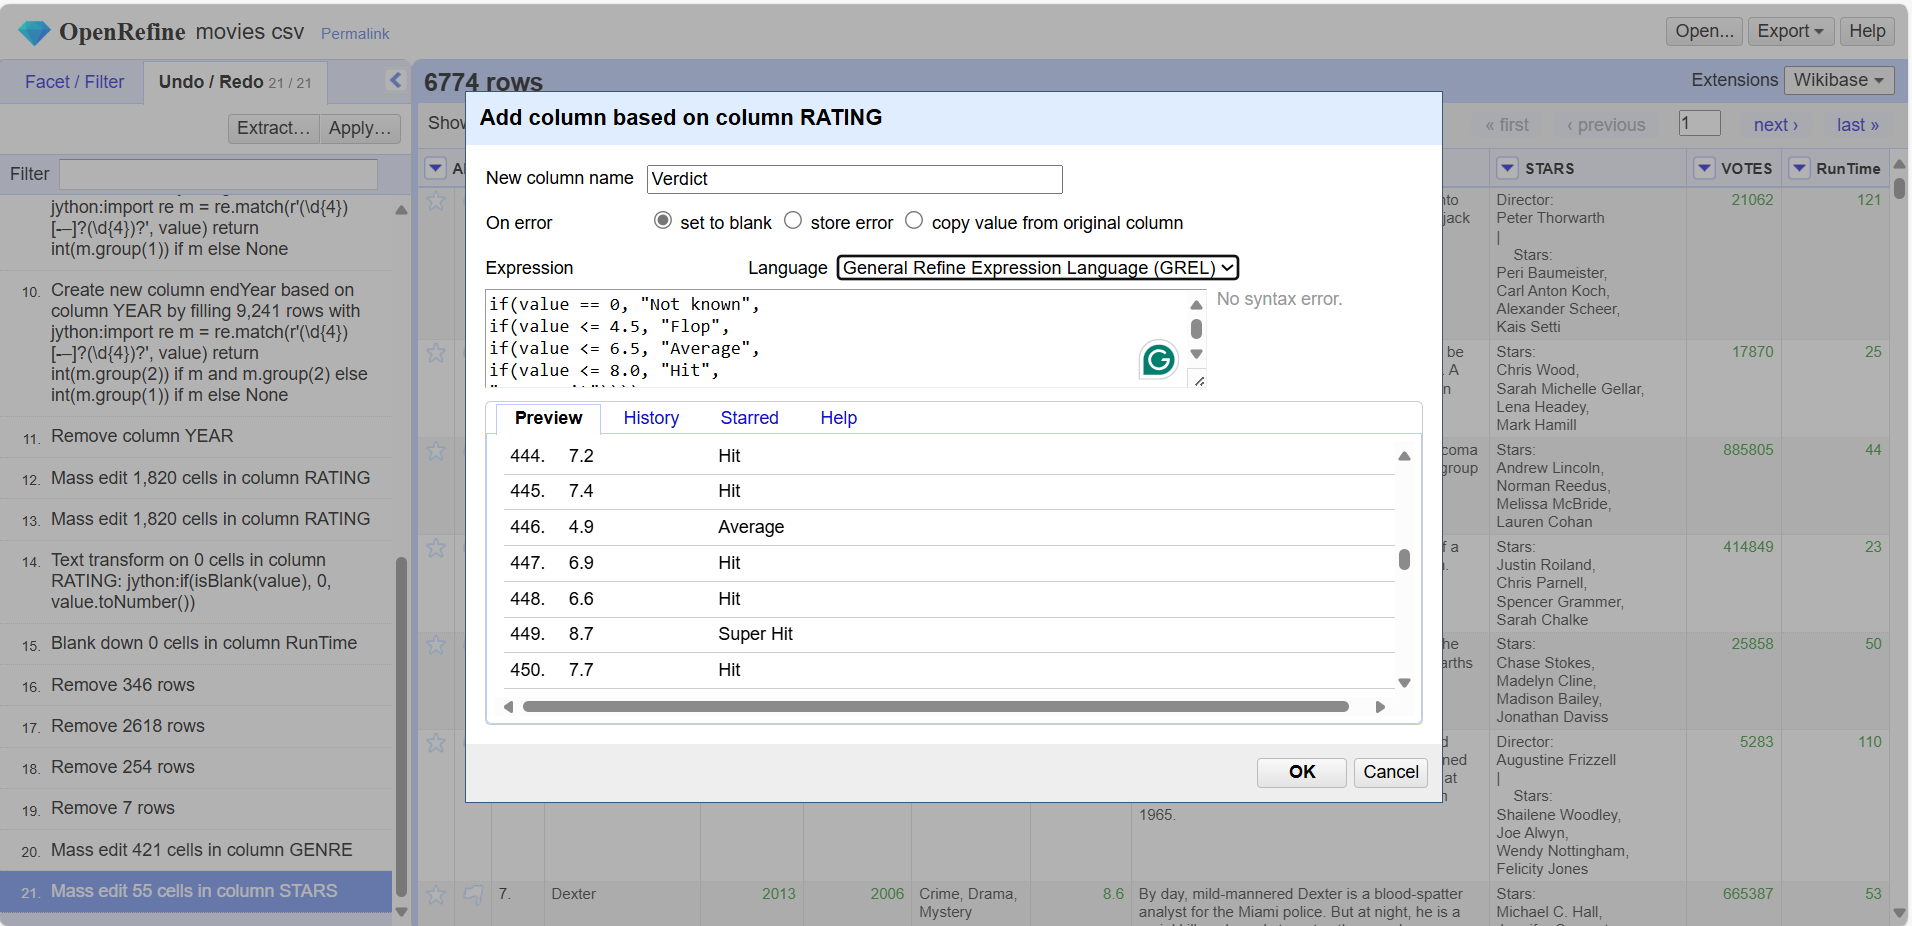 OpenRefine movies csv Permalink
Open... Export Help
Facet / Filter Undo / Redo 21 / 21
6774 rows
Extensions Wikibase
Extract... Apply...
Show
« first ‹ previous 1 next › last »
Filter
STARS VOTES RunTime
jython:import re m = re.match(r'(\d{4})
[-–]?(\d{4})?', value) return
int(m.group(1)) if m else None
10. Create new column endYear based on
column YEAR by filling 9,241 rows with
jython:import re m = re.match(r'(\d{4})
[-–]?(\d{4})?', value) return
int(m.group(2)) if m and m.group(2) else
int(m.group(1)) if m else None
11. Remove column YEAR
12. Mass edit 1,820 cells in column RATING
13. Mass edit 1,820 cells in column RATING
14. Text transform on 0 cells in column
RATING: jython:if(isBlank(value), 0,
value.toNumber())
15. Blank down 0 cells in column RunTime
16. Remove 346 rows
17. Remove 2618 rows
18. Remove 254 rows
19. Remove 7 rows
20. Mass edit 421 cells in column GENRE
21. Mass edit 55 cells in column STARS
Add column based on column RATING
New column name Verdict
On error set to blank store error copy value from original column
Expression Language General Refine Expression Language (GREL)
if(value == 0, "Not known",
if(value <= 4.5, "Flop",
if(value <= 6.5, "Average",
if(value <= 8.0, "Hit",
No syntax error.
Preview History Starred Help
444. 7.2 Hit
445. 7.4 Hit
446. 4.9 Average
447. 6.9 Hit
448. 6.6 Hit
449. 8.7 Super Hit
450. 7.7 Hit
OK Cancel
Director: 21062 121
Peter Thorwarth
|
Stars:
Peri Baumeister,
Carl Anton Koch,
Alexander Scheer,
Kais Setti
be Stars: 17870 25
A Chris Wood,
Sarah Michelle Gellar,
Lena Headey,
Mark Hamill
Stars: 885805 44
group Andrew Lincoln,
Norman Reedus,
Melissa McBride,
Lauren Cohan
a Stars: 414849 23
Justin Roiland,
Chris Parnell,
Spencer Grammer,
Sarah Chalke
Stars: 25858 50
Chase Stokes,
Madelyn Cline,
Madison Bailey,
Jonathan Daviss
Director: 5283 110
Augustine Frizzell
at |
Stars:
1965. Shailene Woodley,
Joe Alwyn,
Wendy Nottingham,
Felicity Jones
7. Dexter 2013 2006 Crime, Drama, 8.6 By day, mild-mannered Dexter is a blood-spatter Stars: 665387 53
Mystery analyst for the Miami police. But at night, he is a Michael C. Hall,